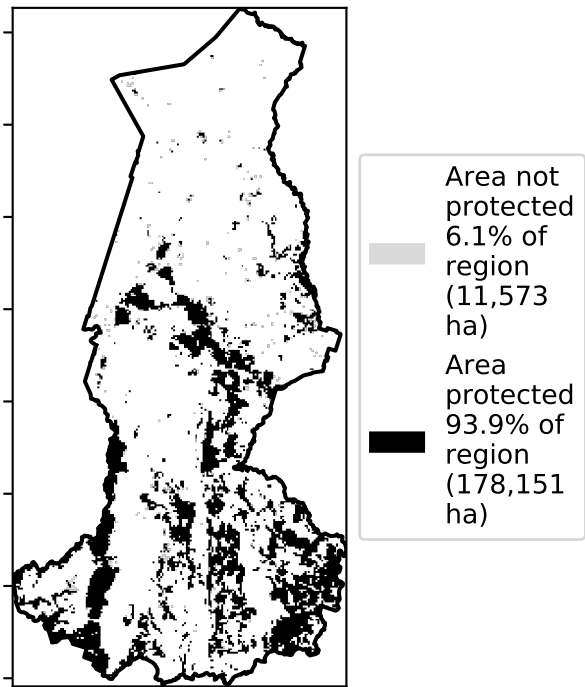 Area not
protected
6.1% of
region
(11,573
ha)
Area
protected
93.9% of
region
(178,151
ha)